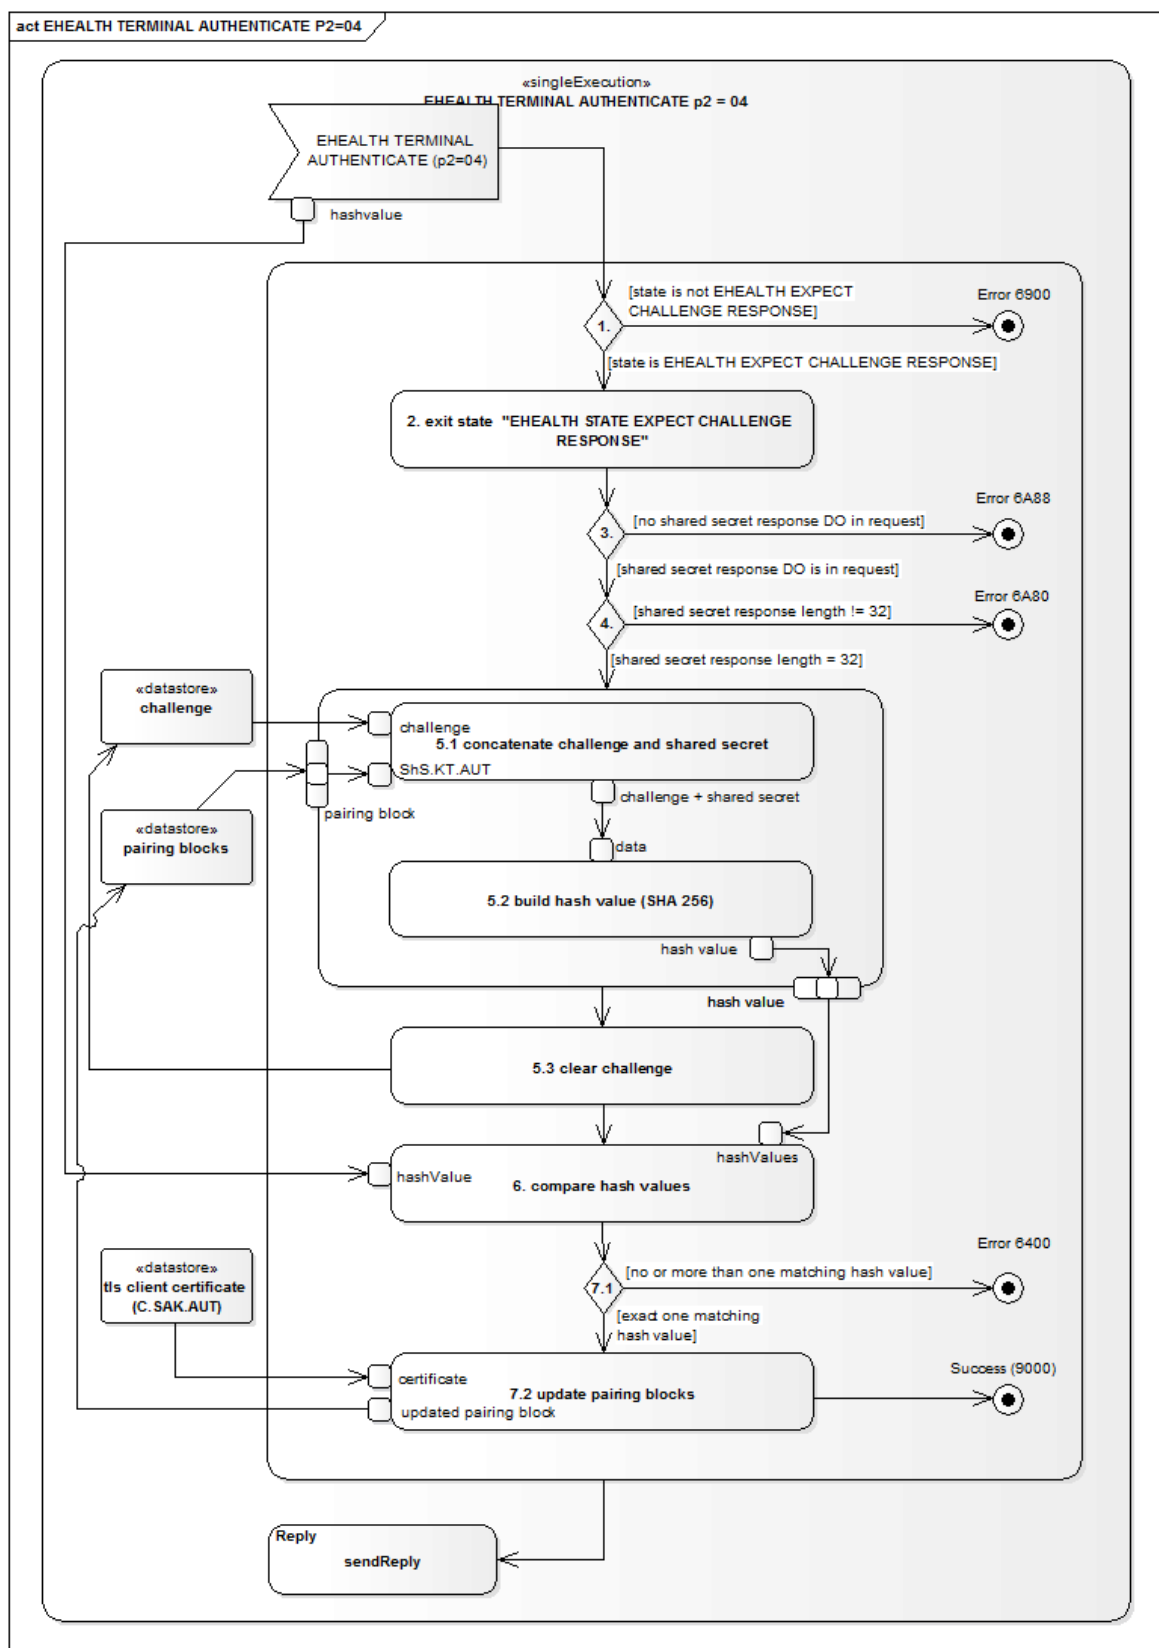 act EHEALTH TERMINAL AUTHENTICATE P2=04
«singleExecution»
EHEALTH TERMINAL AUTHENTICATE p2 = 04
EHEALTH TERMINAL
AUTHENTICATE (p2=04)
hashvalue
[state is not EHEALTH EXPECT
CHALLENGE RESPONSE]
Error 6900
1.
[state is EHEALTH EXPECT CHALLENGE RESPONSE]
2. exit state "EHEALTH STATE EXPECT CHALLENGE
RESPONSE"
Error 6A88
[no shared secret response DO in request]
3.
[shared secret response DO is in request]
Error 6A80
[shared secret response length != 32]
4.
[shared secret response length = 32]
«datastore»
challenge
challenge
5.1 concatenate challenge and shared secret
ShS.KT.AUT
challenge + shared secret
pairing block
«datastore»
pairing blocks
data
5.2 build hash value (SHA 256)
hash value
hash value
5.3 clear challenge
hashValues
hashValue
6. compare hash values
Error 6400
[no or more than one matching hash value]
7.1
«datastore»
tls client certificate
(C.SAK.AUT)
[exact one matching
hash value]
Success (9000)
certificate
7.2 update pairing blocks
updated pairing block
Reply
sendReply